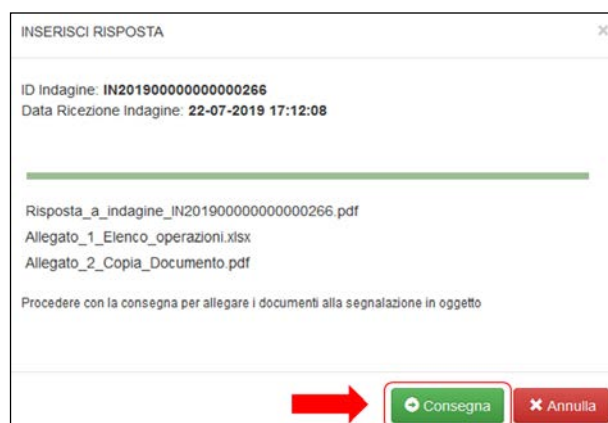 INSERISCI RISPOSTA
ID Indagine: IN201900000000000266
Data Ricezione Indagine: 22-07-2019 17:12:08
Risposta_a_indagine_IN201900000000000266.pdf
Allegato_1_Elenco_operazioni.xlsx
Allegato_2_Copia_Documento.pdf
Procedere con la consegna per allegare i documenti alla segnalazione in oggetto
Consegna
Annulla